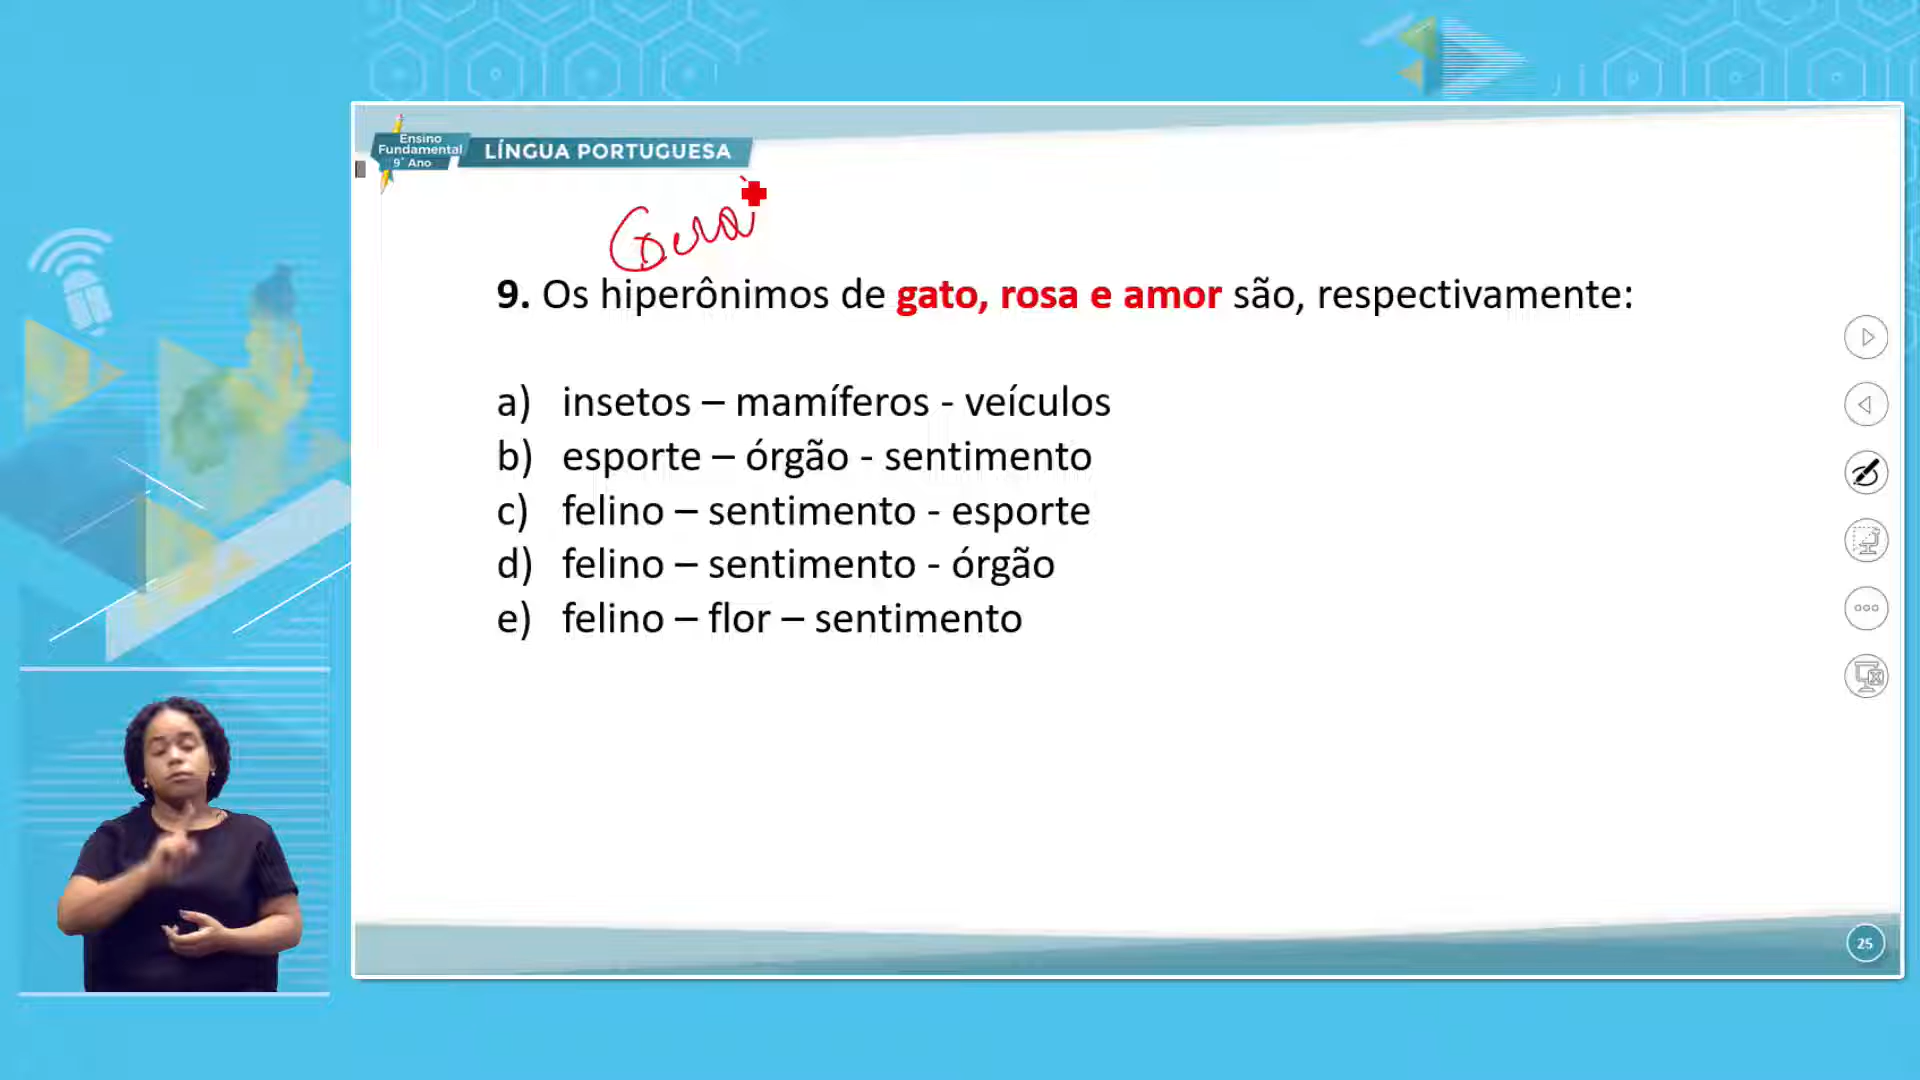 Ensino
Fundamental
9° Ano
LÍNGUA PORTUGUESA
Gera
9. Os hiperônimos de gato, rosa e amor são, respectivamente:
a) insetos – mamíferos - veículos
b) esporte – órgão - sentimento
c) felino – sentimento - esporte
d) felino – sentimento - órgão
e) felino – flor – sentimento
25